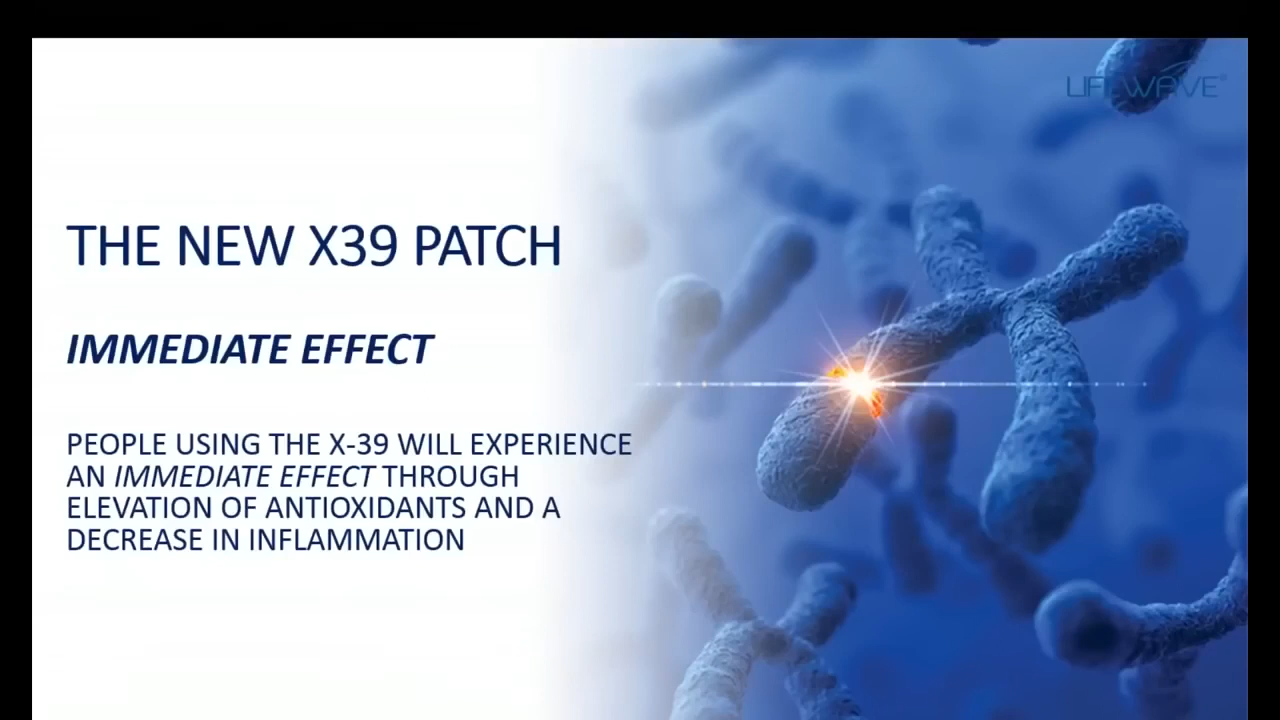 LIFEWAVE®
THE NEW X39 PATCH
IMMEDIATE EFFECT
PEOPLE USING THE X-39 WILL EXPERIENCE
AN IMMEDIATE EFFECT THROUGH
ELEVATION OF ANTIOXIDANTS AND A
DECREASE IN INFLAMMATION